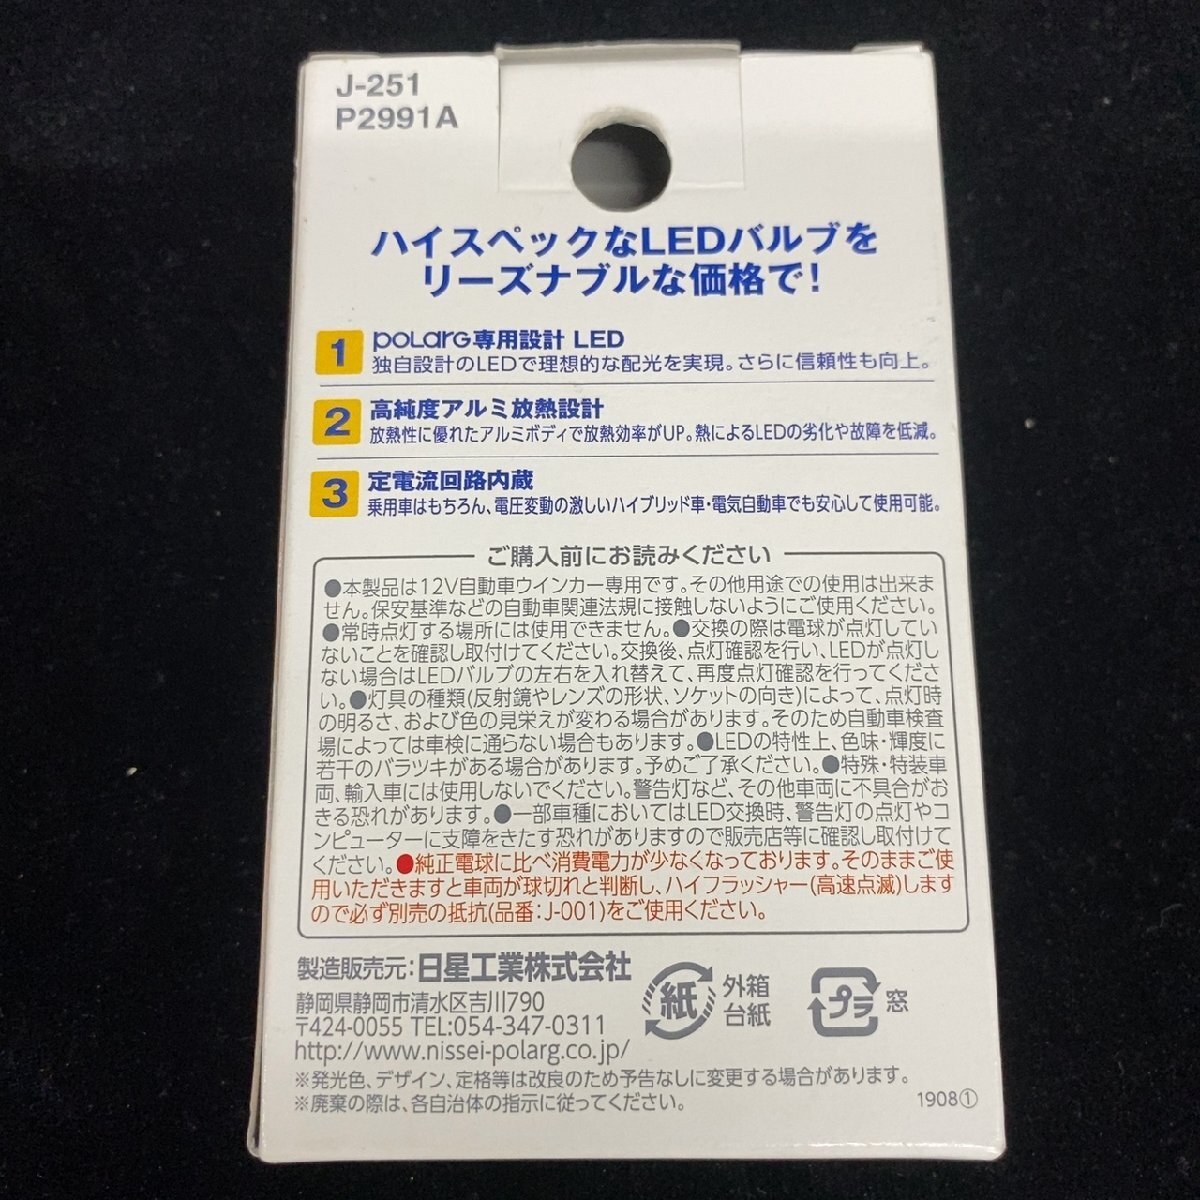 J-251
P2991A
ハイスペックなLEDバルブを
リーズナブルな価格で!
1 POLarG専用設計 LED
独自設計のLEDで理想的な配光を実現。さらに信頼性も向上。
2 高純度アルミ放熱設計
放熱性に優れたアルミボディで放熱効率がUP。熱によるLEDの劣化や故障を低減。
3 定電流回路内蔵
乗用車はもちろん、電圧変動の激しいハイブリッド車・電気自動車でも安心して使用可能。
ご購入前にお読みください
●本製品は12V自動車ウインカー専用です。その他用途での使用は出来ま
せん。保安基準などの自動車関連法規に接触しないようにご使用ください。
●常時点灯する場所には使用できません。●交換の際は電球が点灯してい
ないことを確認し取付けてください。交換後、点灯確認を行い、LEDが点灯し
ない場合はLEDバルブの左右を入れ替えて、再度点灯確認を行ってくださ
い。●灯具の種類(反射鏡やレンズの形状、ソケットの向き)によって、点灯時
の明るさ、および色の見栄えが変わる場合があります。そのため自動車検査
場によっては車検に通らない場合もあります。●LEDの特性上、色味・輝度に
若干のバラツキがある場合があります。予めご了承ください。●特殊・特装車
両、輸入車には使用しないでください。警告灯など、その他車両に不具合がお
きる恐れがあります。●一部車種においてはLED交換時、警告灯の点灯やコ
ンピューターに支障をきたす恐れがありますので販売店等に確認し取付けて
ください。●純正電球に比べ消費電力が少なくなっております。そのままご使
用いただきますと車両が球切れと判断し、ハイフラッシャー(高速点滅)します
ので必ず別売の抵抗(品番:J-001)をご使用ください。
製造販売元:日星工業株式会社
静岡県静岡市清水区吉川790
〒424-0055 TEL:054-347-0311
http://www.nissei-polarg.co.jp/
紙 外箱
台紙
プラ 窓
※発光色、デザイン、定格等は改良のため予告なしに変更する場合があります。
※廃棄の際は、各自治体の指示に従ってください。
1908①